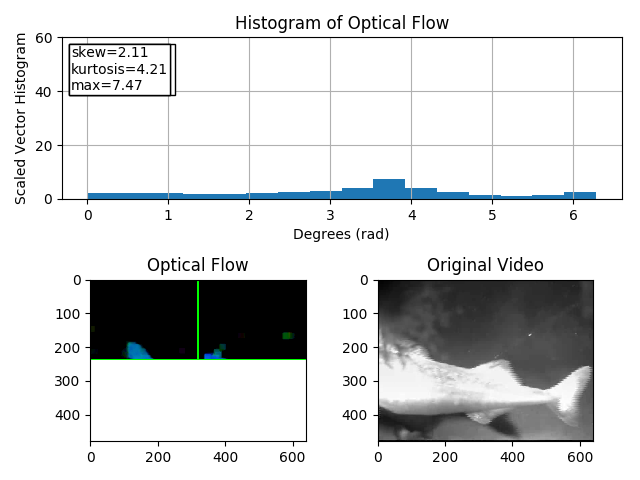 Histogram of Optical Flow
skew=2.11
kurtosis=4.21
max=7.47
Scaled Vector Histogram
60
40
20
0
0 1 2 3 4 5 6
Degrees (rad)
Optical Flow
0
100
200
300
400
0 200 400 600
Original Video
0
100
200
300
400
0 200 400 600